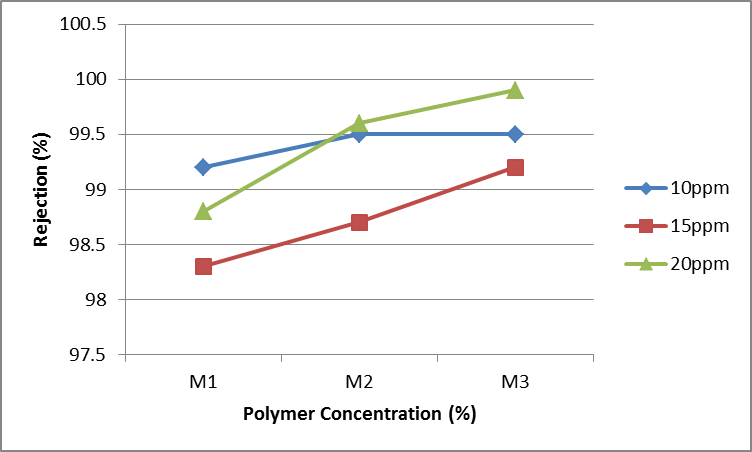 100.5
100
99.5
99
98.5
98
97.5
Rejection (%)
M1 M2 M3
Polymer Concentration (%)
10ppm
15ppm
20ppm